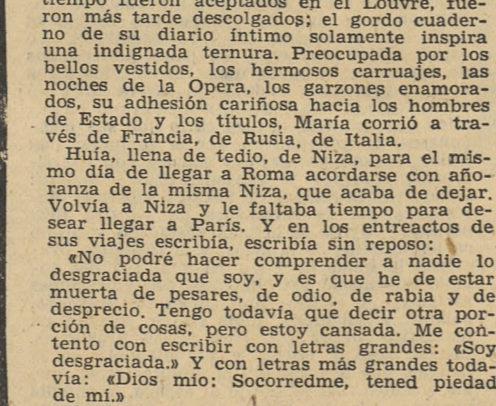 tiempo fueron aceptados en el Louvre, fue-
ron más tarde descolgados; el gordo cuader-
no de su diario íntimo solamente inspira
una indignada ternura. Preocupada por los
bellos vestidos, los hermosos carruajes, las
noches de la Opera, los garzones enamora-
dos, su adhesión cariñosa hacia los hombres
de Estado y los títulos, María corrió a tra-
vés de Francia, de Rusia, de Italia.
Huía, llena de tedio, de Niza, para el mis-
mo día de llegar a Roma acordarse con año-
ranza de la misma Niza, que acaba de dejar.
Volvía a Niza y le faltaba tiempo para de-
sear llegar a París. Y en los entreactos de
sus viajes escribía, escribía sin reposo:
«No podré hacer comprender a nadie lo
desgraciada que soy, y es que he de estar
muerta de pesares, de odio, de rabia y de
desprecio. Tengo todavía que decir otra por-
ción de cosas, pero estoy cansada. Me con-
tento con escribir con letras grandes: «Soy
desgraciada.» Y con letras más grandes toda-
vía: «Dios mío: Socorredme, tened piedad
de mí.»